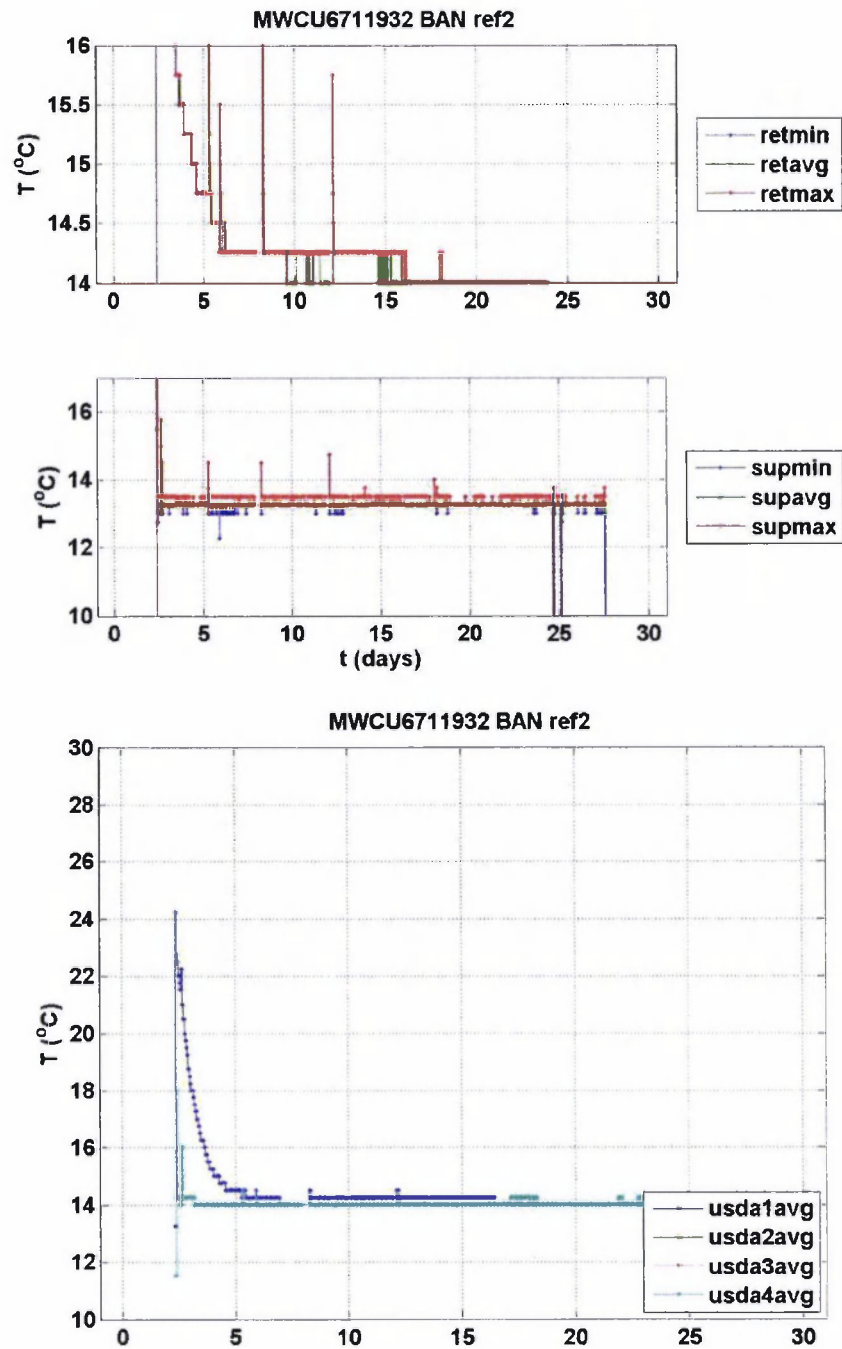 MWCU6711932 BAN ref2
T (°C)
16
15.5
15
14.5
14
0 5 10 15 20 25 30
retmin
retavg
retmax
T (°C)
16
14
12
10
0 5 10 15 20 25 30
t (days)
supmin
supavg
supmax
MWCU6711932 BAN ref2
T (°C)
30
28
26
24
22
20
18
16
14
12
10
0 5 10 15 20 25 30
usda1avg
usda2avg
usda3avg
usda4avg